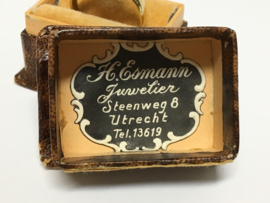 H. Esmann
Juwelier
Steenweg 8
Utrecht
Tel. 13619